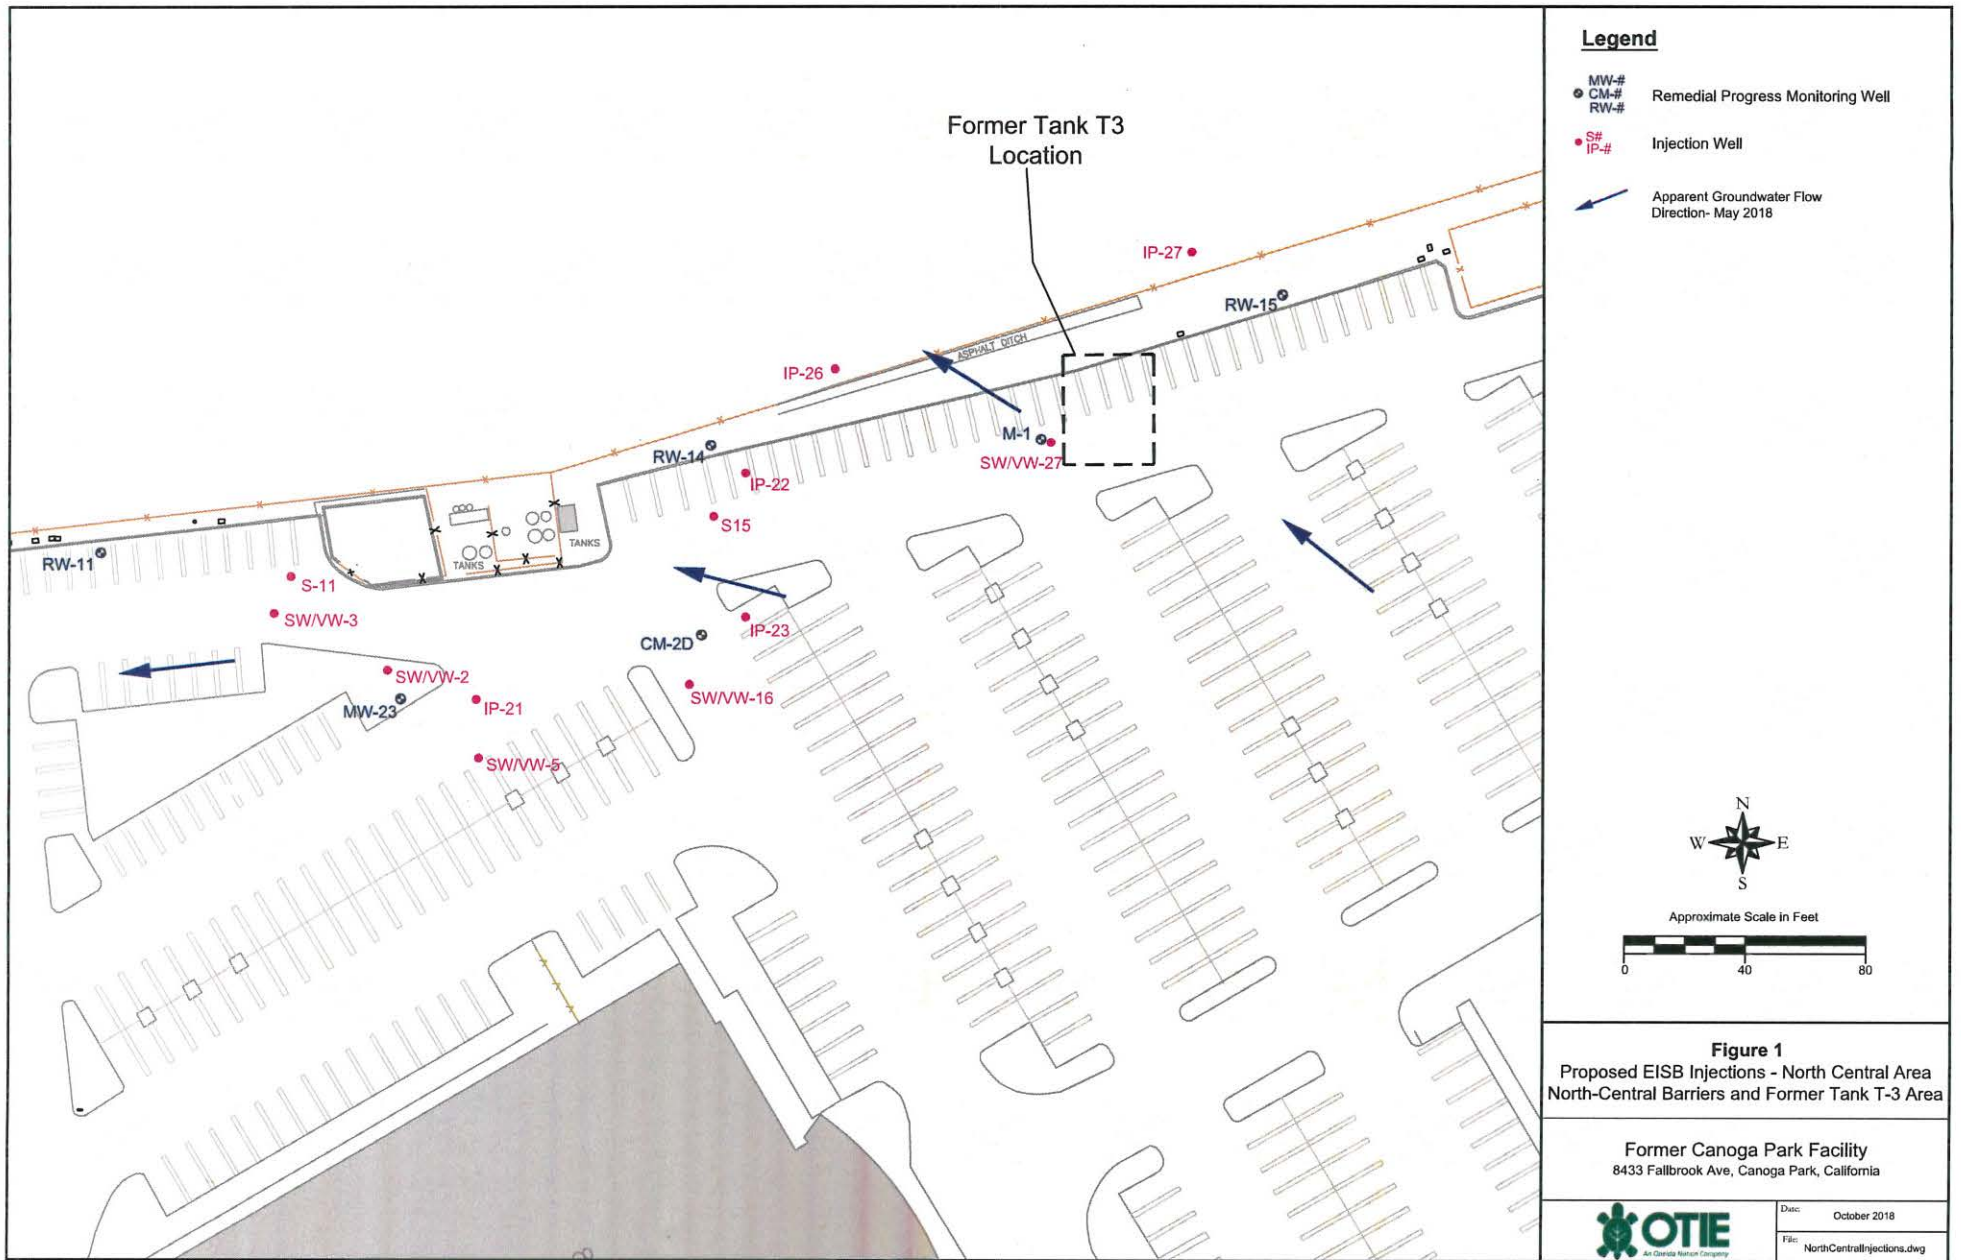 Former Tank T3
Location
IP-27
RW-15
ASPHALT DITCH
IP-26
M-1
SW/VW-27
RW-14
IP-22
S15
TANKS
TANKS
RW-11
S-11
SW/VW-3
IP-23
CM-2D
SW/VW-2
SW/VW-16
MW-23
IP-21
SW/VW-5
Legend
MW-#
CM-#
RW-#
Remedial Progress Monitoring Well
S#
IP-#
Injection Well
Apparent Groundwater Flow
Direction- May 2018
N
W E
S
Approximate Scale in Feet
0 40 80
Figure 1
Proposed EISB Injections - North Central Area
North-Central Barriers and Former Tank T-3 Area
Former Canoga Park Facility
8433 Fallbrook Ave, Canoga Park, California
OTIE
An Oneida Nation Company
Date: October 2018
File: NorthCentralInjections.dwg